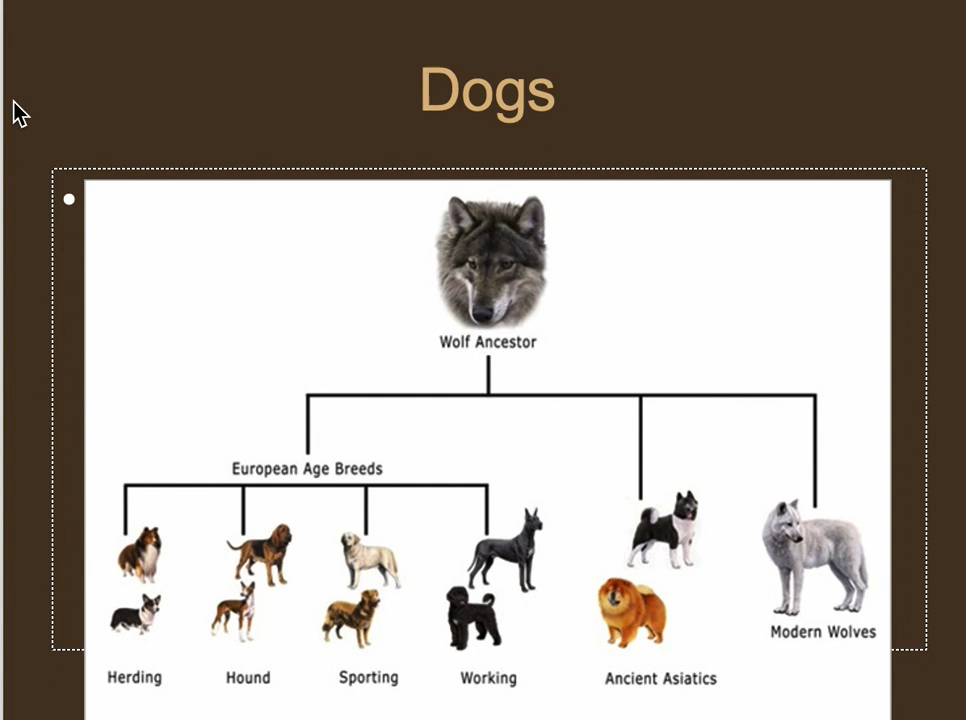 Dogs
Wolf Ancestor
European Age Breeds
Modern Wolves
Herding
Hound
Sporting
Working
Ancient Asiatics